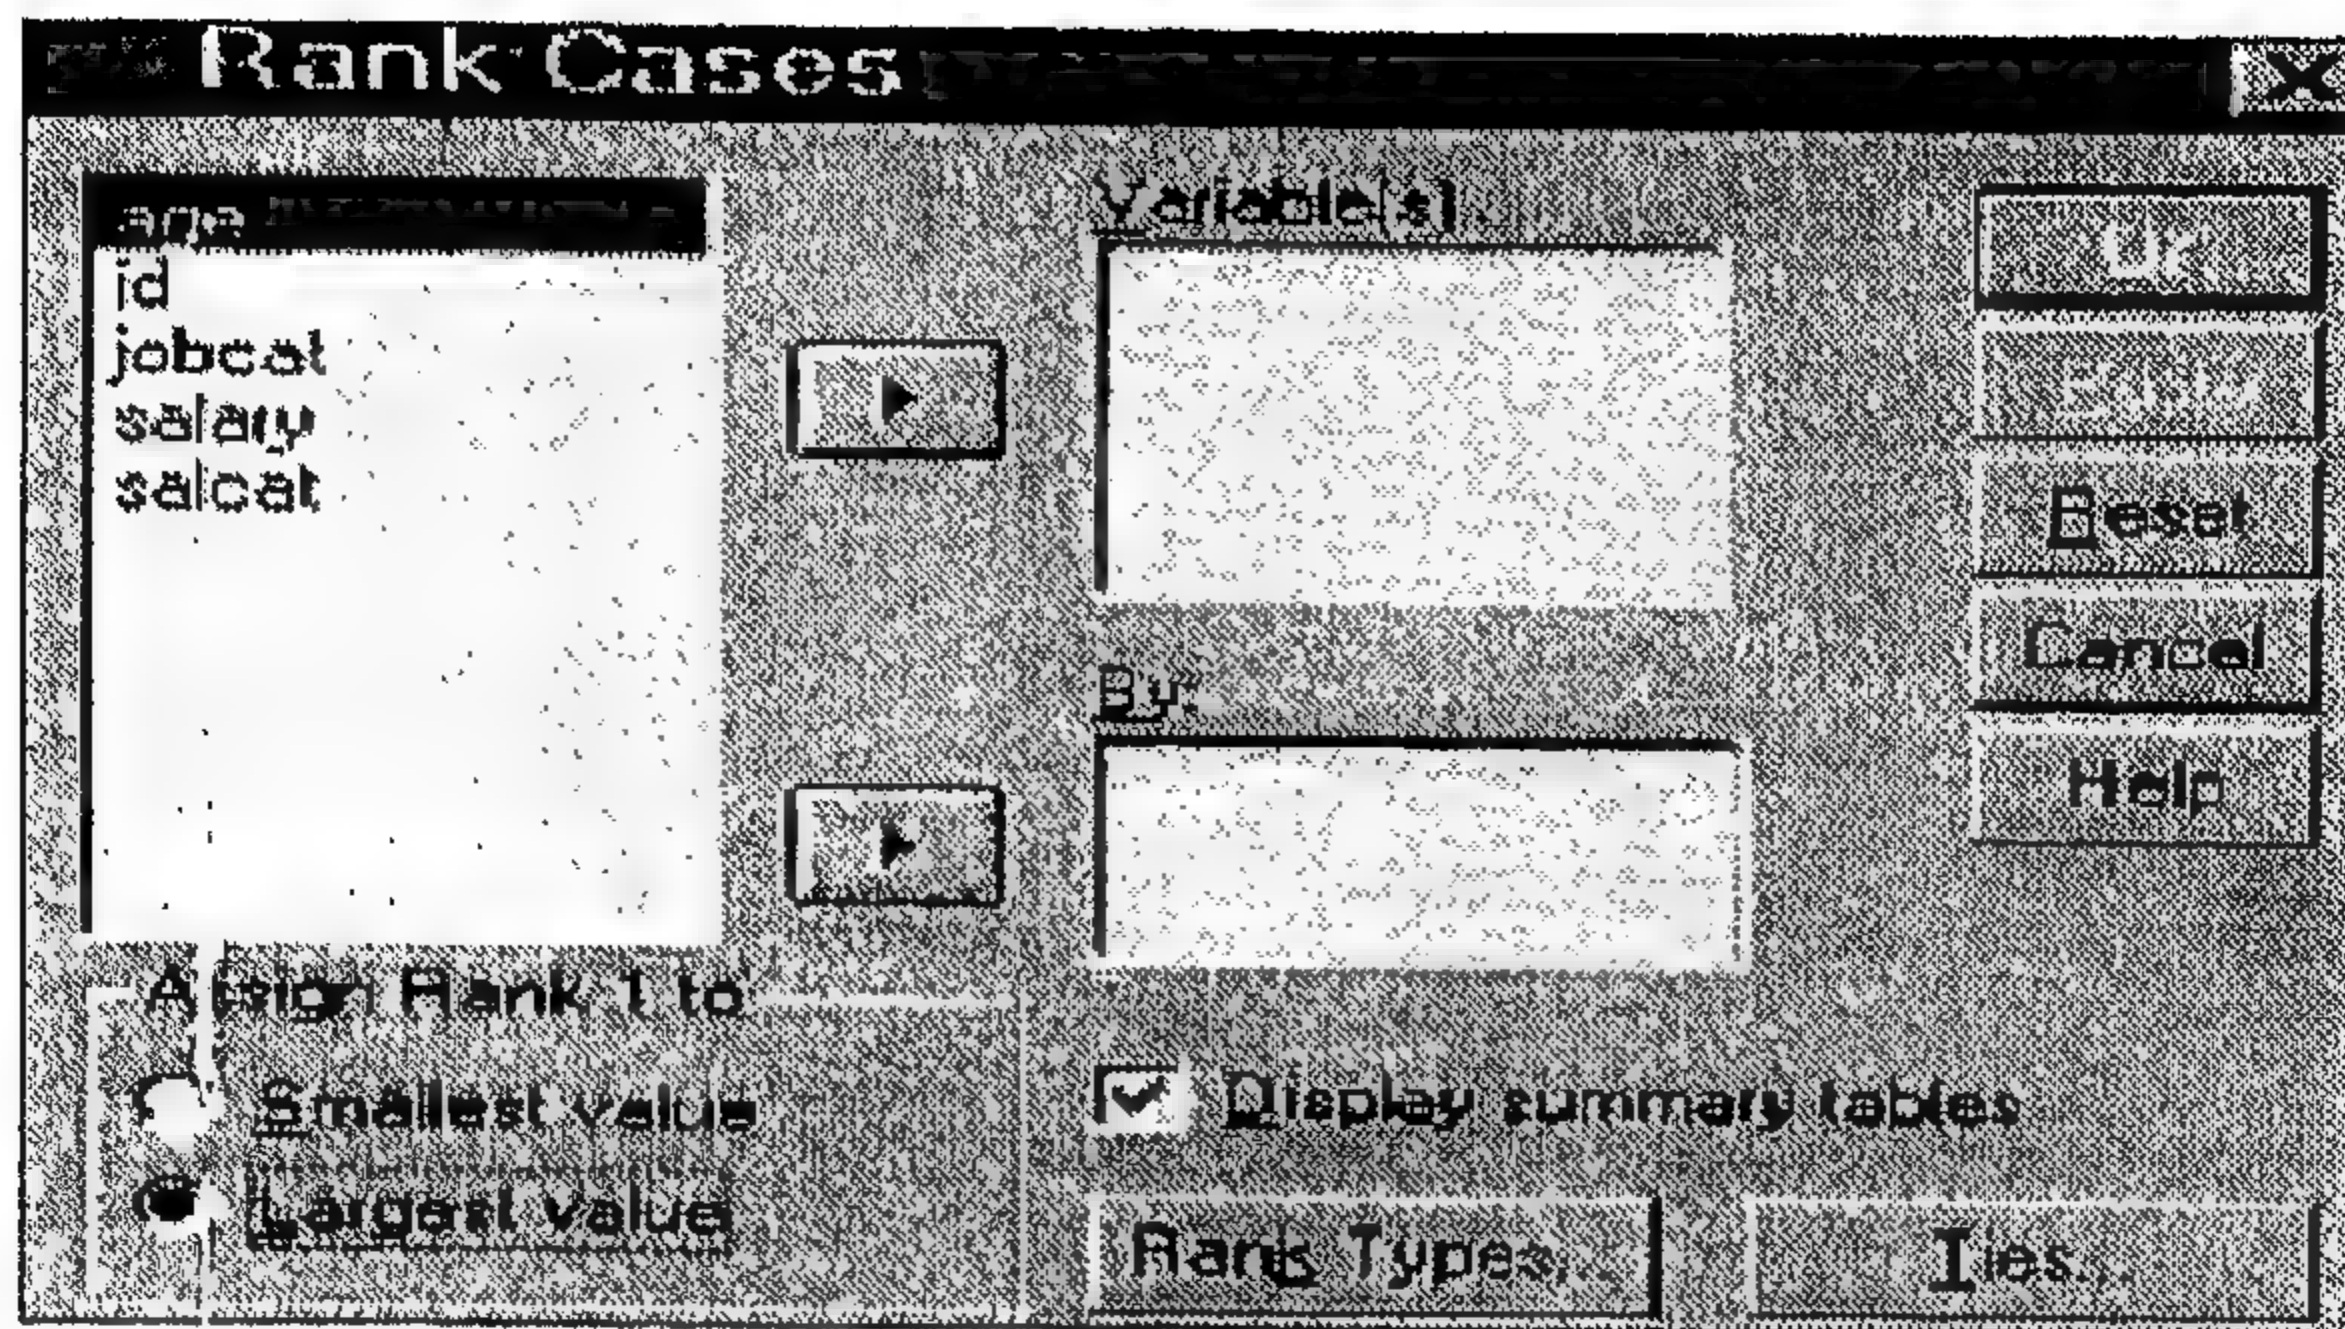 Rank Cases
age
id
jobcat
salary
salcat
Variable(s)
By:
Reset
Cancel
Help
Assign Rank 1 to
Smallest value
Largest value
Display summary tables
Rank Types...
Ties...